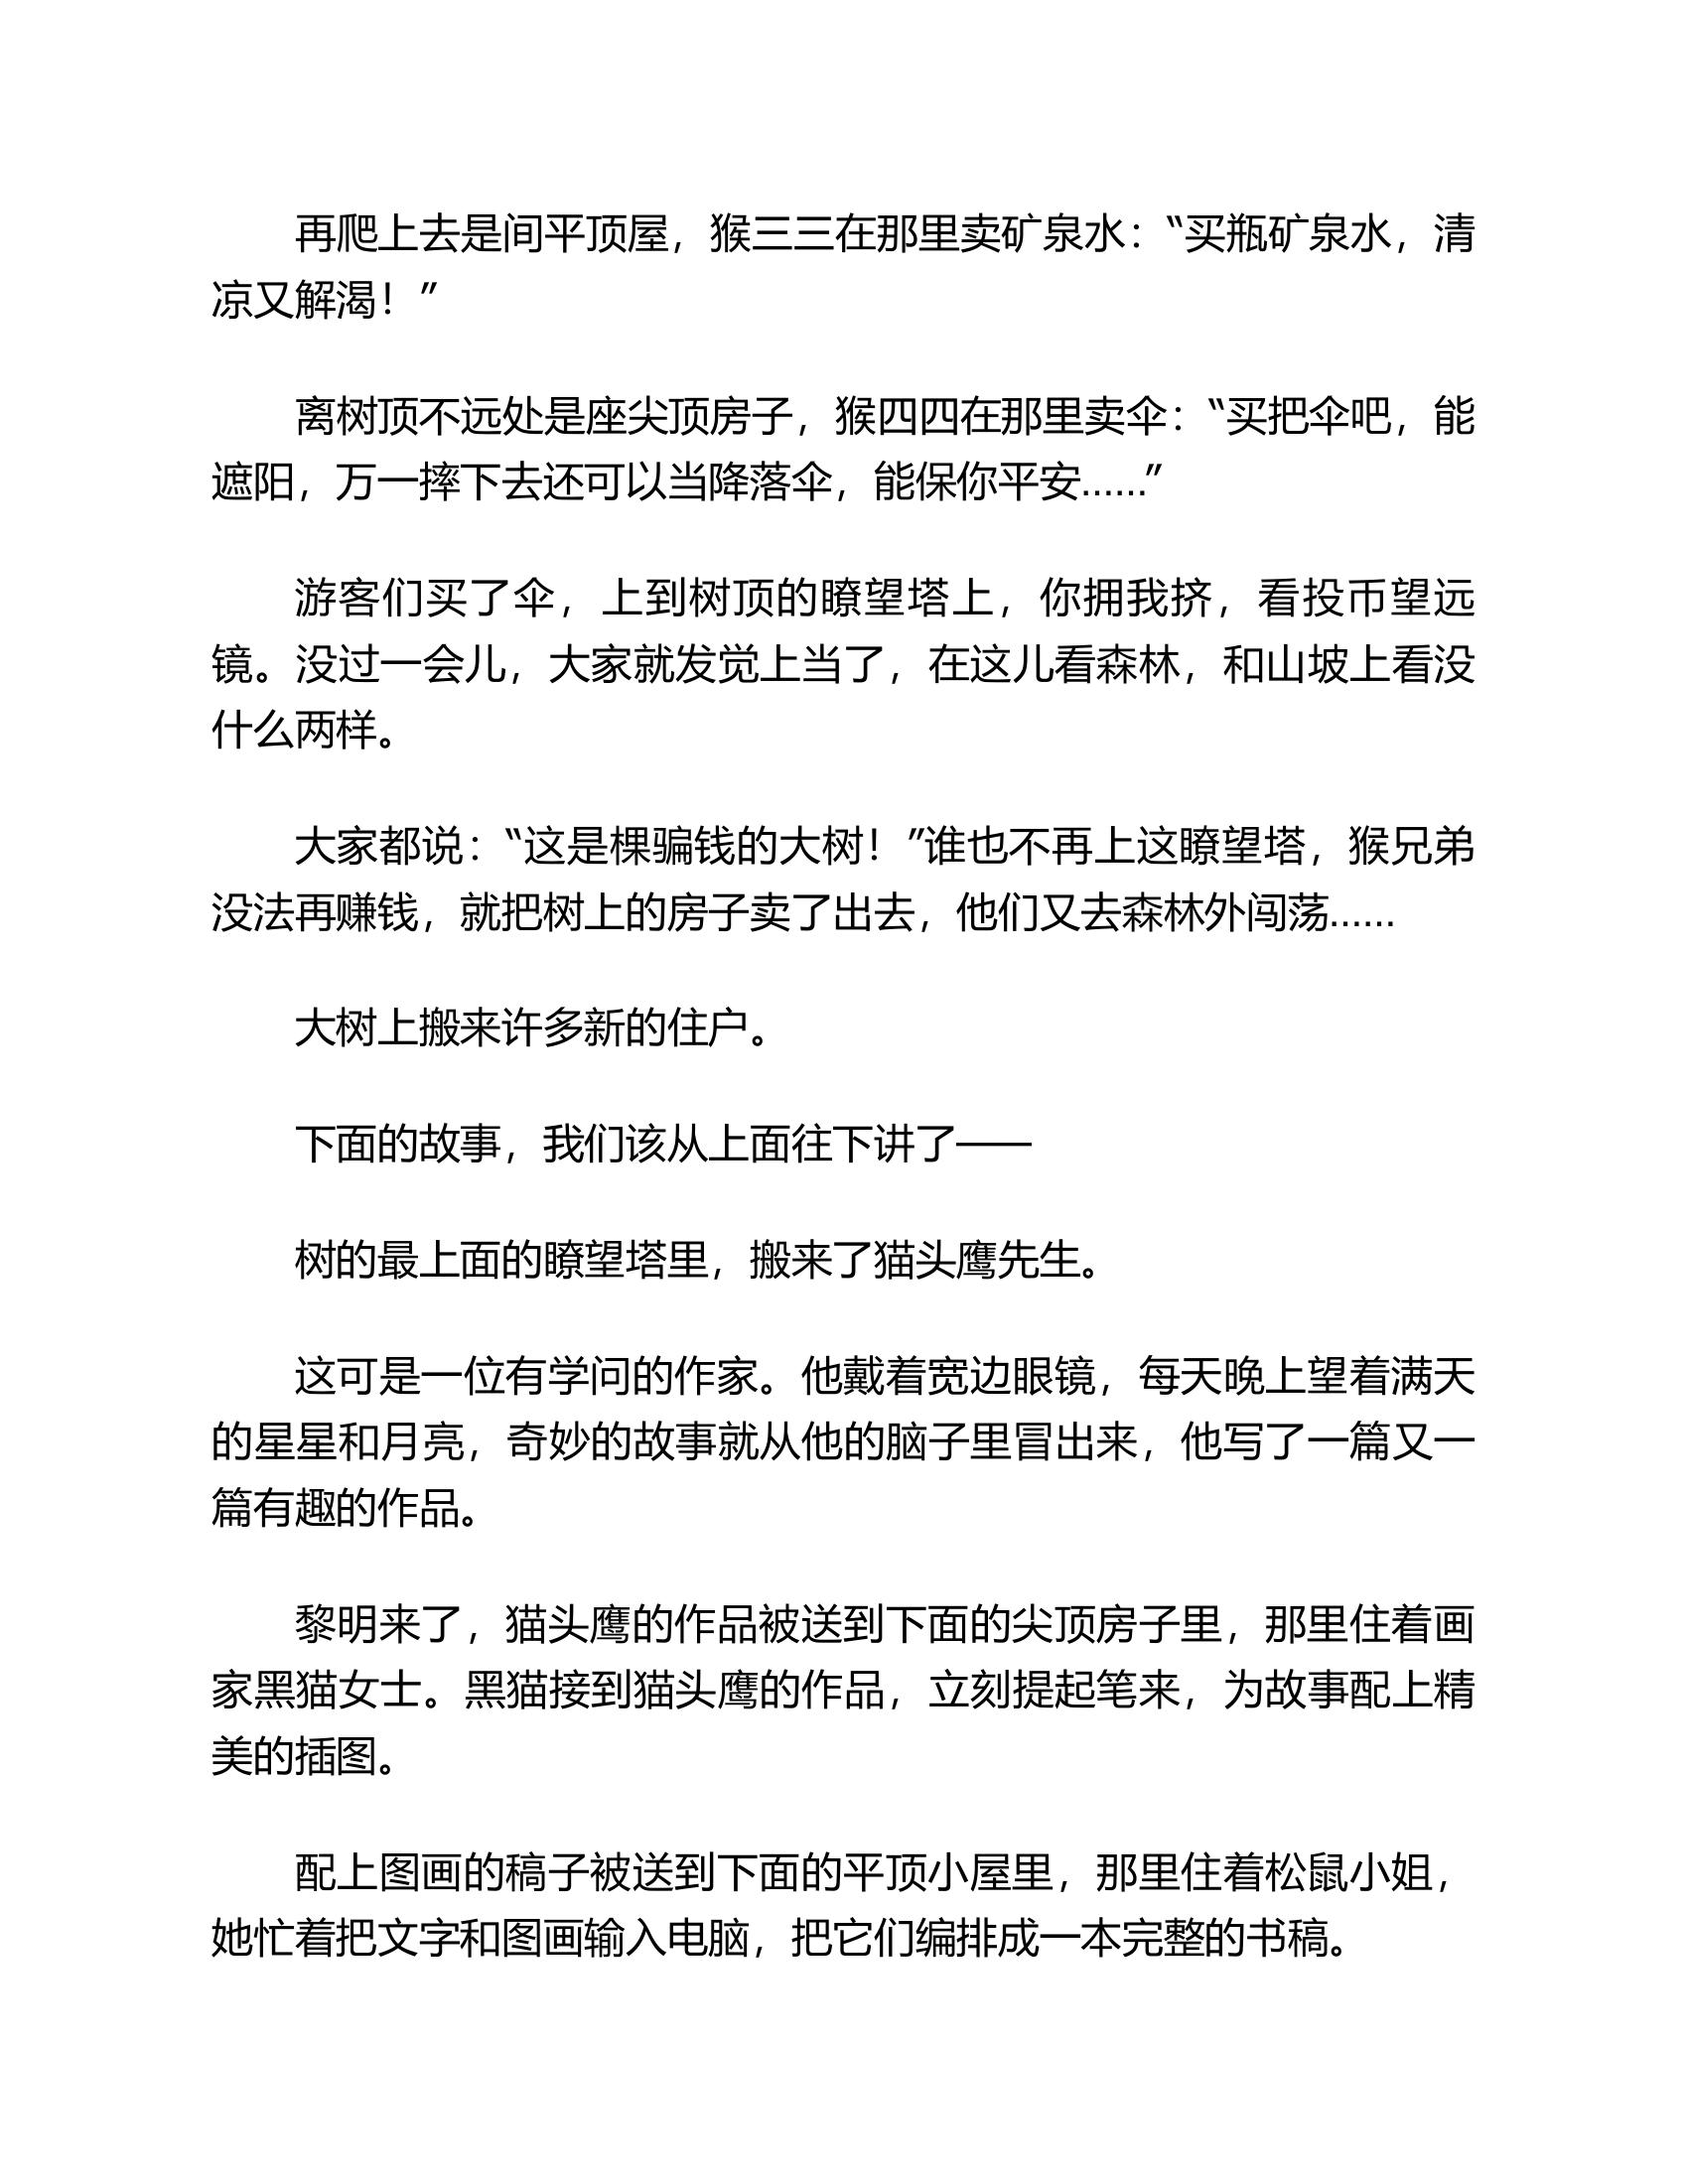 再爬上去是间平顶屋，猴三三在那里卖矿泉水：“买瓶矿泉水，清
凉又解渴！”
离树顶不远处是座尖顶房子，猴四四在那里卖伞：“买把伞吧，能
遮阳，万一摔下去还可以当降落伞，能保你平安……”
游客们买了伞，上到树顶的瞭望塔上，你拥我挤，看投币望远
镜。没过一会儿，大家就发觉上当了，在这儿看森林，和山坡上看没
什么两样。
大家都说：“这是棵骗钱的大树！”谁也不再上这瞭望塔，猴兄弟
没法再赚钱，就把树上的房子卖了出去，他们又去森林外闯荡……
大树上搬来许多新的住户。
下面的故事，我们该从上面往下讲了——
树的最上面的瞭望塔里，搬来了猫头鹰先生。
这可是一位有学问的作家。他戴着宽边眼镜，每天晚上望着满天
的星星和月亮，奇妙的故事就从他的脑子里冒出来，他写了一篇又一
篇有趣的作品。
黎明来了，猫头鹰的作品被送到下面的尖顶房子里，那里住着画
家黑猫女士。黑猫接到猫头鹰的作品，立刻提起笔来，为故事配上精
美的插图。
配上图画的稿子被送到下面的平顶小屋里，那里住着松鼠小姐，
她忙着把文字和图画输入电脑，把它们编排成一本完整的书稿。